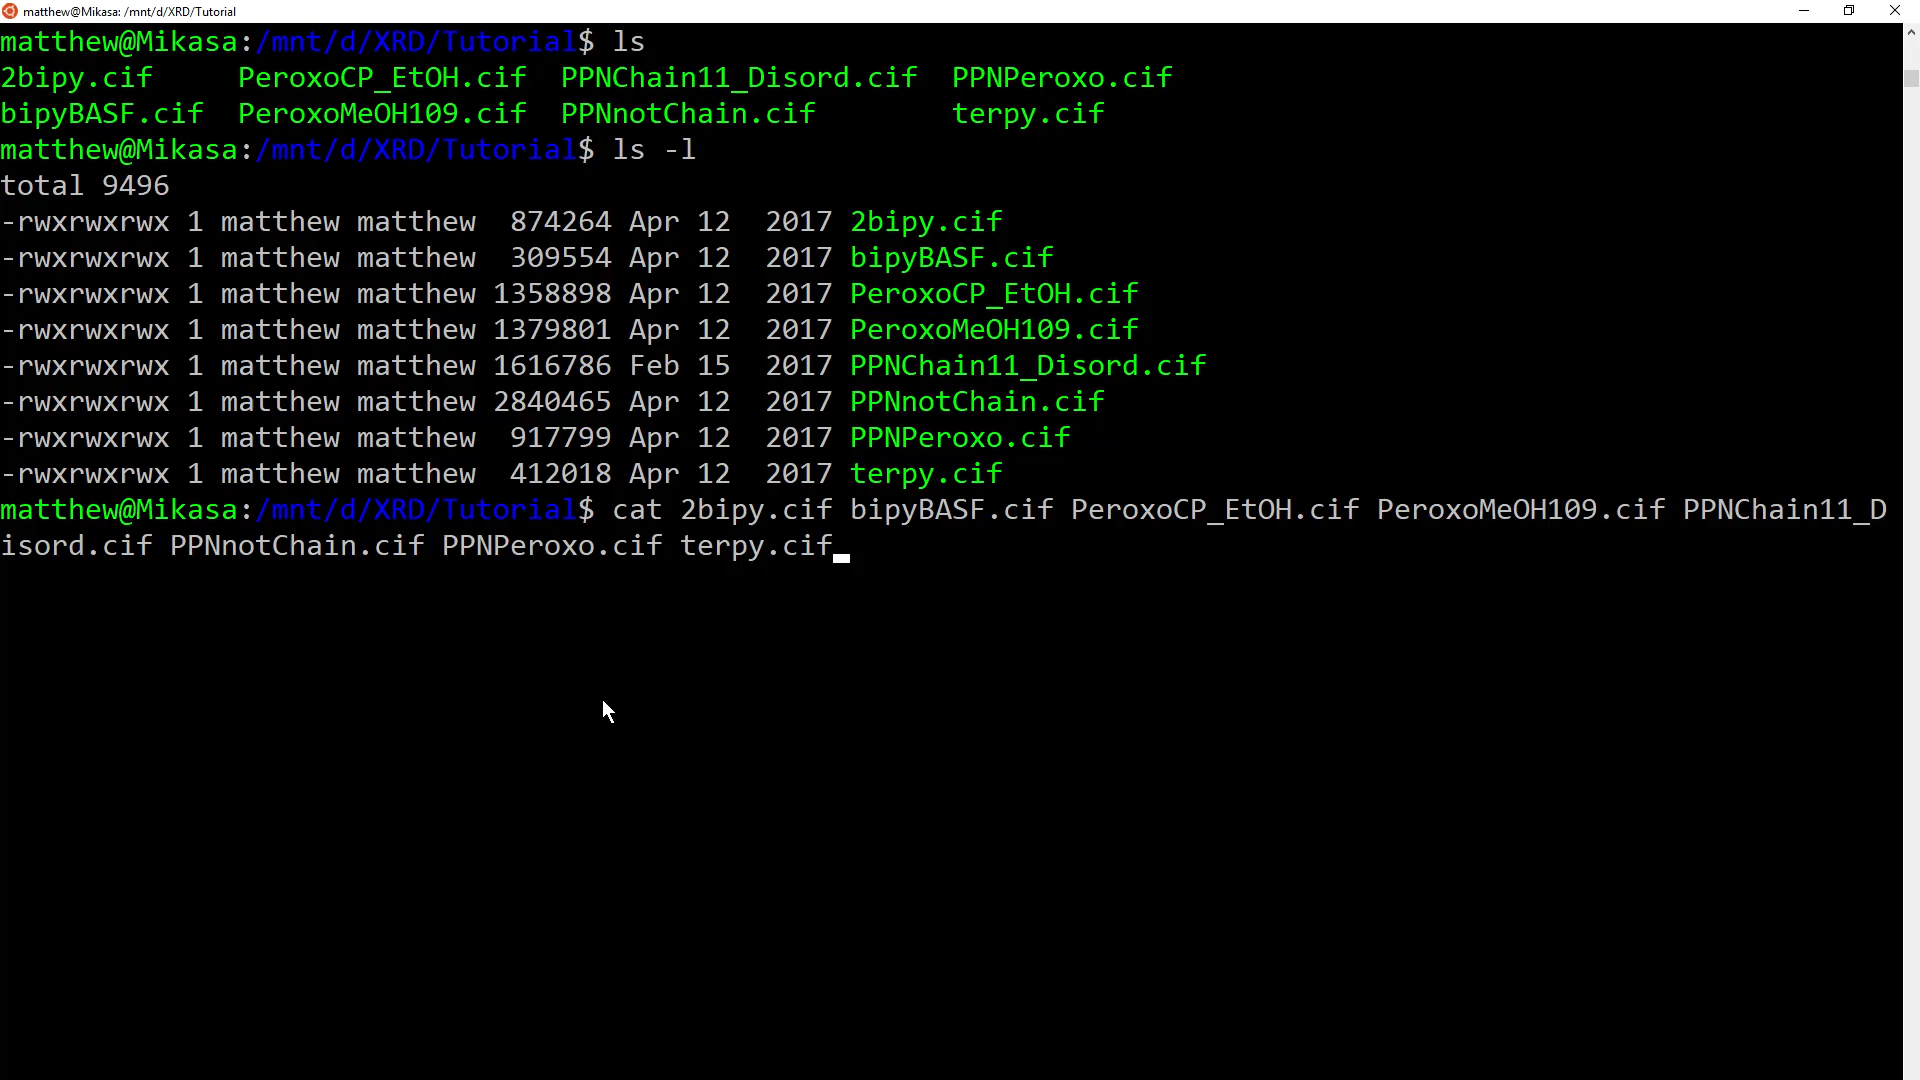 matthew@Mikasa: /mnt/d/XRD/Tutorial
matthew@Mikasa:/mnt/d/XRD/Tutorial$ ls
2bipy.cif     PeroxoCP_EtOH.cif  PPNChain11_Disord.cif  PPNPeroxo.cif
bipyBASF.cif  PeroxoMeOH109.cif  PPNnotChain.cif        terpy.cif
matthew@Mikasa:/mnt/d/XRD/Tutorial$ ls -l
total 9496
-rwxrwxrwx 1 matthew matthew  874264 Apr 12  2017 2bipy.cif
-rwxrwxrwx 1 matthew matthew  309554 Apr 12  2017 bipyBASF.cif
-rwxrwxrwx 1 matthew matthew 1358898 Apr 12  2017 PeroxoCP_EtOH.cif
-rwxrwxrwx 1 matthew matthew 1379801 Apr 12  2017 PeroxoMeOH109.cif
-rwxrwxrwx 1 matthew matthew 1616786 Feb 15  2017 PPNChain11_Disord.cif
-rwxrwxrwx 1 matthew matthew 2840465 Apr 12  2017 PPNnotChain.cif
-rwxrwxrwx 1 matthew matthew  917799 Apr 12  2017 PPNPeroxo.cif
-rwxrwxrwx 1 matthew matthew  412018 Apr 12  2017 terpy.cif
matthew@Mikasa:/mnt/d/XRD/Tutorial$ cat 2bipy.cif bipyBASF.cif PeroxoCP_EtOH.cif PeroxoMeOH109.cif PPNChain11_D
isord.cif PPNnotChain.cif PPNPeroxo.cif terpy.cif